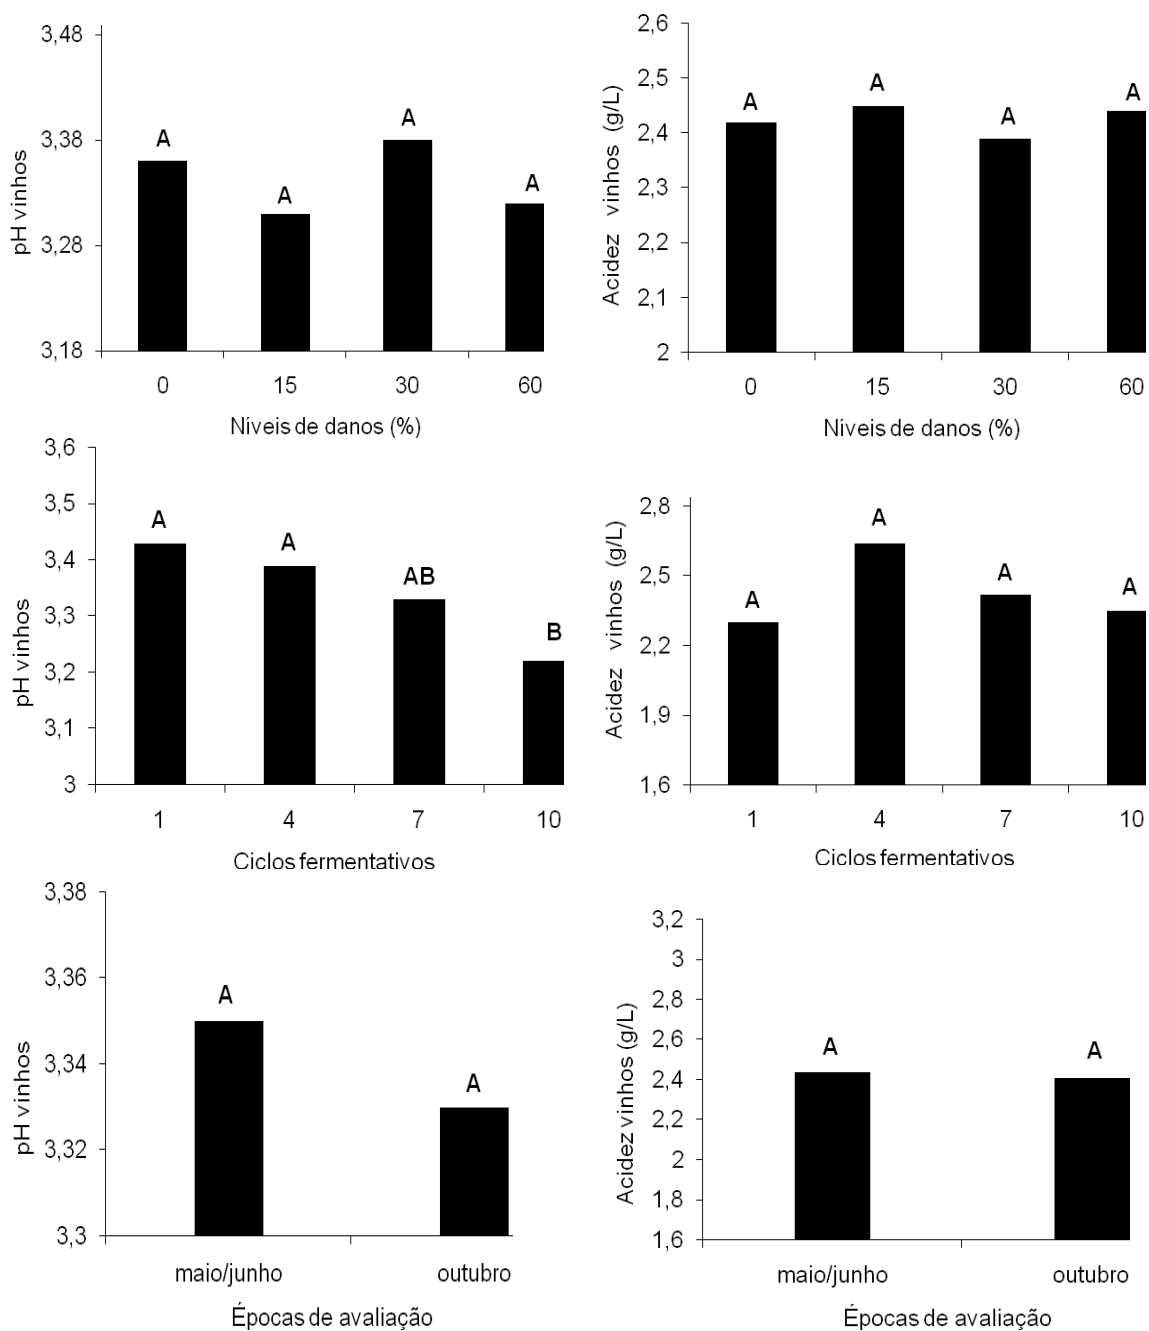 pH vinhos
3,48
3,38
3,28
3,18
A
A
A
A
0 15 30 60
Níveis de danos (%)
Acidez vinhos (g/L)
2,6
2,5
2,4
2,3
2,2
2,1
2
A
A
A
A
0 15 30 60
Níveis de danos (%)
pH vinhos
3,6
3,5
3,4
3,3
3,2
3,1
3
A
A
AB
B
1 4 7 10
Ciclos fermentativos
Acidez vinhos (g/L)
2,8
2,5
2,2
1,9
1,6
A
A
A
A
1 4 7 10
Ciclos fermentativos
pH vinhos
3,38
3,36
3,34
3,32
3,3
A
A
maio/junho outubro
Épocas de avaliação
Acidez vinhos (g/L)
3,2
3
2,8
2,6
2,4
2,2
2
1,8
1,6
A
A
maio/junho outubro
Épocas de avaliação